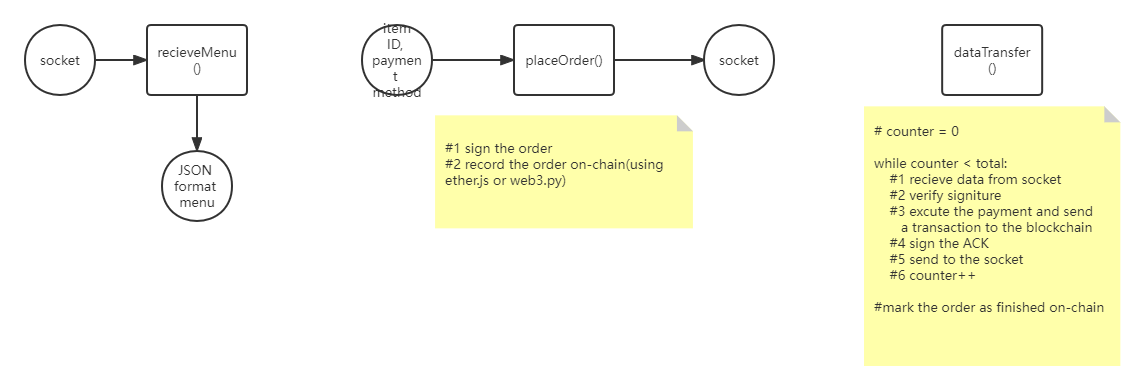 socket
recieveMenu
()
JSON
format
menu
item
ID,
paymen
t
method
placeOrder()
socket
#1 sign the order
#2 record the order on-chain(using
ether.js or web3.py)
dataTransfer
()
# counter = 0
while counter < total:
#1 recieve data from socket
#2 verify signiture
#3 excute the payment and send
a transaction to the blockchain
#4 sign the ACK
#5 send to the socket
#6 counter++
#mark the order as finished on-chain